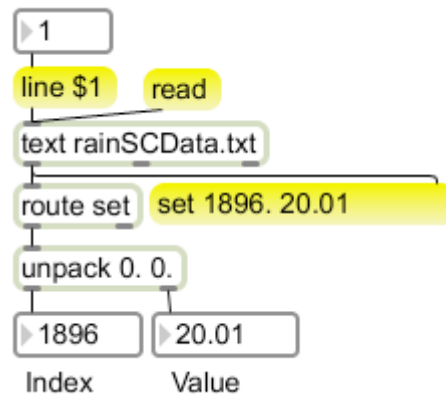 1
line $1 read
text rainSCData.txt
route set set 1896. 20.01
unpack 0. 0.
1896 20.01
Index Value